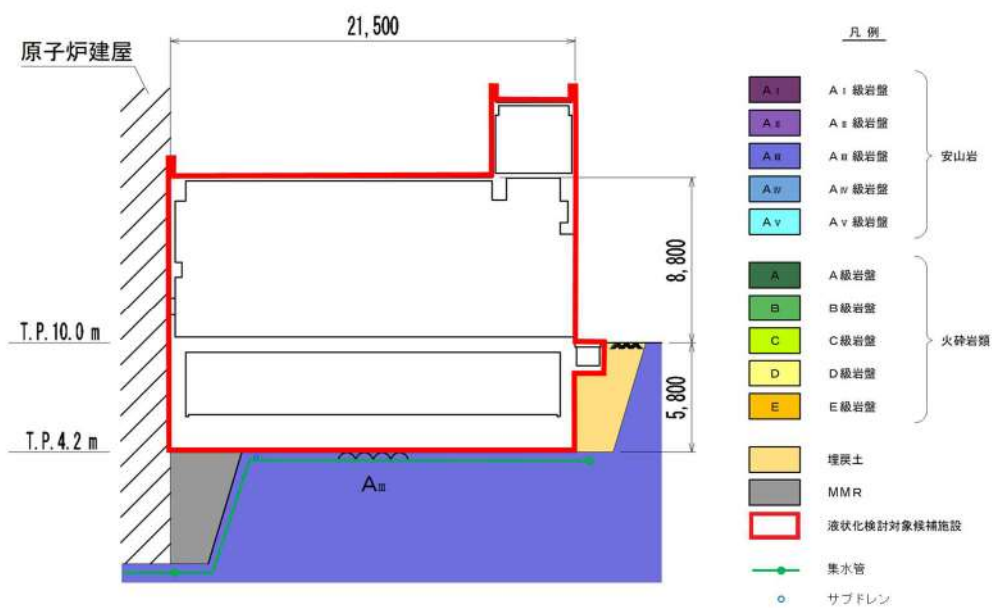 21,500
原子炉建屋
8,800
T.P.10.0 m
5,800
T.P.4.2 m
AⅢ
凡 例
AⅠ AⅠ級岩盤
AⅡ AⅡ級岩盤
AⅢ AⅢ級岩盤
AⅣ AⅣ級岩盤
AⅤ AⅤ級岩盤
安山岩
A A級岩盤
B B級岩盤
C C級岩盤
D D級岩盤
E E級岩盤
火砕岩類
埋戻土
MMR
液状化検討対象候補施設
集水管
サブドレン